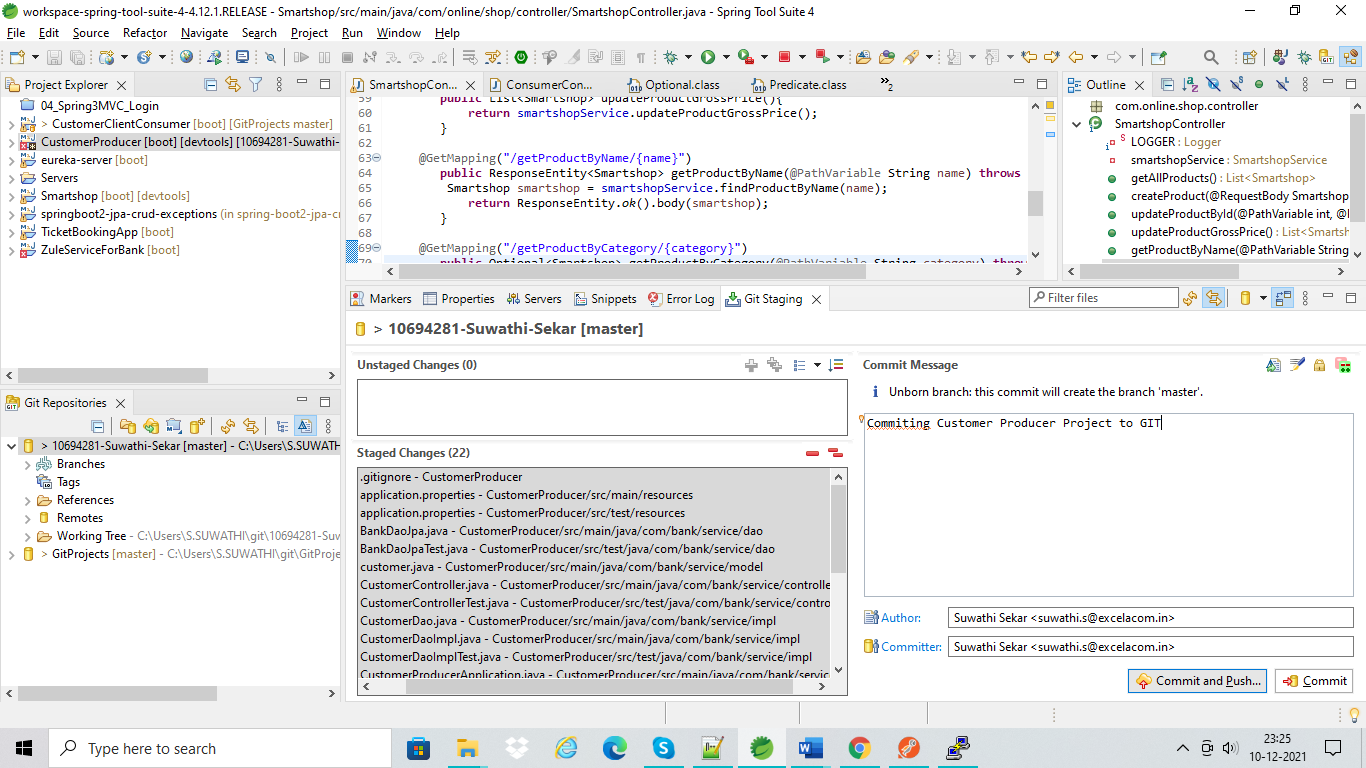 workspace-spring-tool-suite-4-4.12.1.RELEASE - Smartshop/src/main/java/com/online/shop/controller/SmartshopController.java - Spring Tool Suite 4
File Edit Source Refactor Navigate Search Project Run Window Help
Project Explorer
04_Spring3MVC_Login
> CustomerClientConsumer [boot] [GitProjects master]
CustomerProducer [boot] [devtools] [10694281-Suwathi-
eureka-server [boot]
Servers
Smartshop [boot] [devtools]
springboot2-jpa-crud-exceptions (in spring-boot2-jpa-cr
TicketBookingApp [boot]
ZuleServiceForBank [boot]
SmartshopCon... ConsumerCon... Optional.class Predicate.class »2
59 public List<Smartshop> updateProductGrossPrice(){
60 return smartshopService.updateProductGrossPrice();
61 }
62
63 @GetMapping("/getProductByName/{name}")
64 public ResponseEntity<Smartshop> getProductByName(@PathVariable String name) throws
65 Smartshop smartshop = smartshopService.findProductByName(name);
66 return ResponseEntity.ok().body(smartshop);
67 }
68
69 @GetMapping("/getProductByCategory/{category}")
70 public Optional<Smartshop> getProductByCategory(@PathVariable String category) throw
Outline
com.online.shop.controller
SmartshopController
LOGGER : Logger
smartshopService : SmartshopService
getAllProducts() : List<Smartshop>
createProduct(@RequestBody Smartshop
updateProductById(@PathVariable int, @
updateProductGrossPrice() : List<Smartsh
getProductByName(@PathVariable String
Git Repositories
> 10694281-Suwathi-Sekar [master] - C:\Users\S.SUWATH
Branches
Tags
References
Remotes
Working Tree - C:\Users\S.SUWATHI\git\10694281-Suw
> GitProjects [master] - C:\Users\S.SUWATHI\git\GitProje
Markers Properties Servers Snippets Error Log Git Staging
Filter files
> 10694281-Suwathi-Sekar [master]
Unstaged Changes (0)
Staged Changes (22)
.gitignore - CustomerProducer
application.properties - CustomerProducer/src/main/resources
application.properties - CustomerProducer/src/test/resources
BankDaoJpa.java - CustomerProducer/src/main/java/com/bank/service/dao
BankDaoJpaTest.java - CustomerProducer/src/test/java/com/bank/service/dao
customer.java - CustomerProducer/src/main/java/com/bank/service/model
CustomerController.java - CustomerProducer/src/main/java/com/bank/service/controlle
CustomerControllerTest.java - CustomerProducer/src/test/java/com/bank/service/contro
CustomerDao.java - CustomerProducer/src/main/java/com/bank/service/impl
CustomerDaoImpl.java - CustomerProducer/src/main/java/com/bank/service/impl
CustomerDaoImplTest.java - CustomerProducer/src/test/java/com/bank/service/impl
CustomerProducerApplication.java - CustomerProducer/src/main/java/com/bank/servic
Commit Message
Unborn branch: this commit will create the branch 'master'.
Commiting Customer Producer Project to GIT
Author: Suwathi Sekar <suwathi.s@excelacom.in>
Committer: Suwathi Sekar <suwathi.s@excelacom.in>
Commit and Push... Commit
Type here to search
23:25
10-12-2021